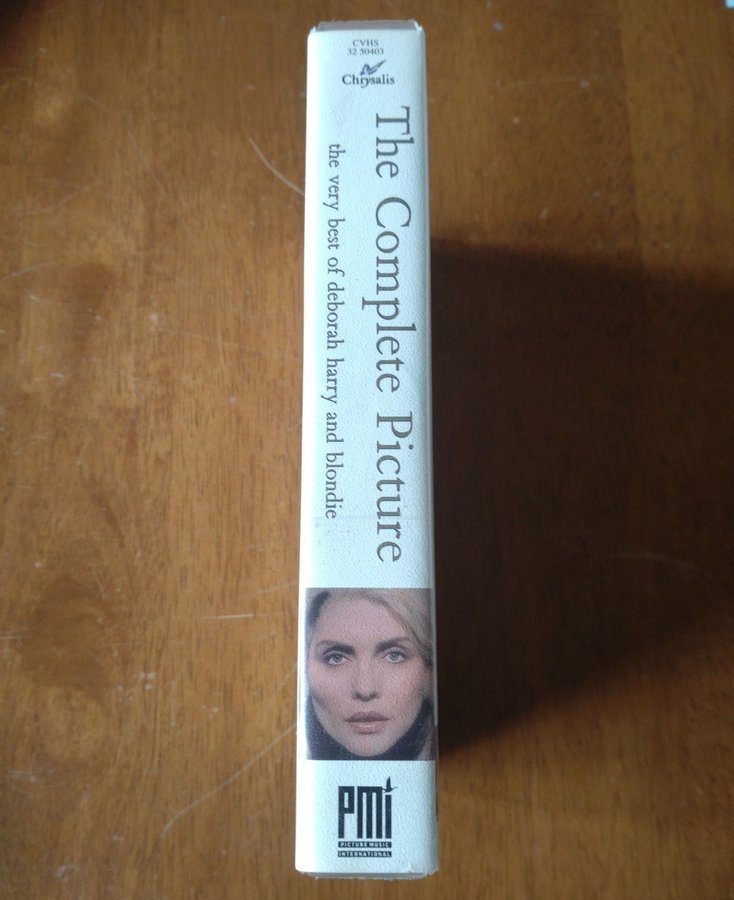 CVHS
32 50403
Chrysalis
The Complete Picture
the very best of deborah harry and blondie
PMi
PICTURE MUSIC
INTERNATIONAL